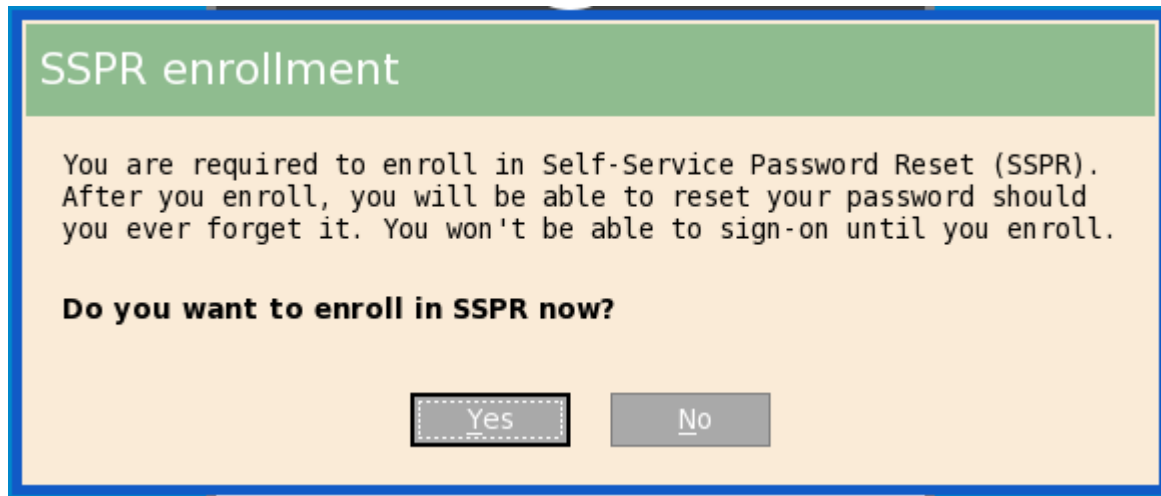 SSPR enrollment
You are required to enroll in Self-Service Password Reset (SSPR).
After you enroll, you will be able to reset your password should
you ever forget it. You won't be able to sign-on until you enroll.
Do you want to enroll in SSPR now?
Yes No